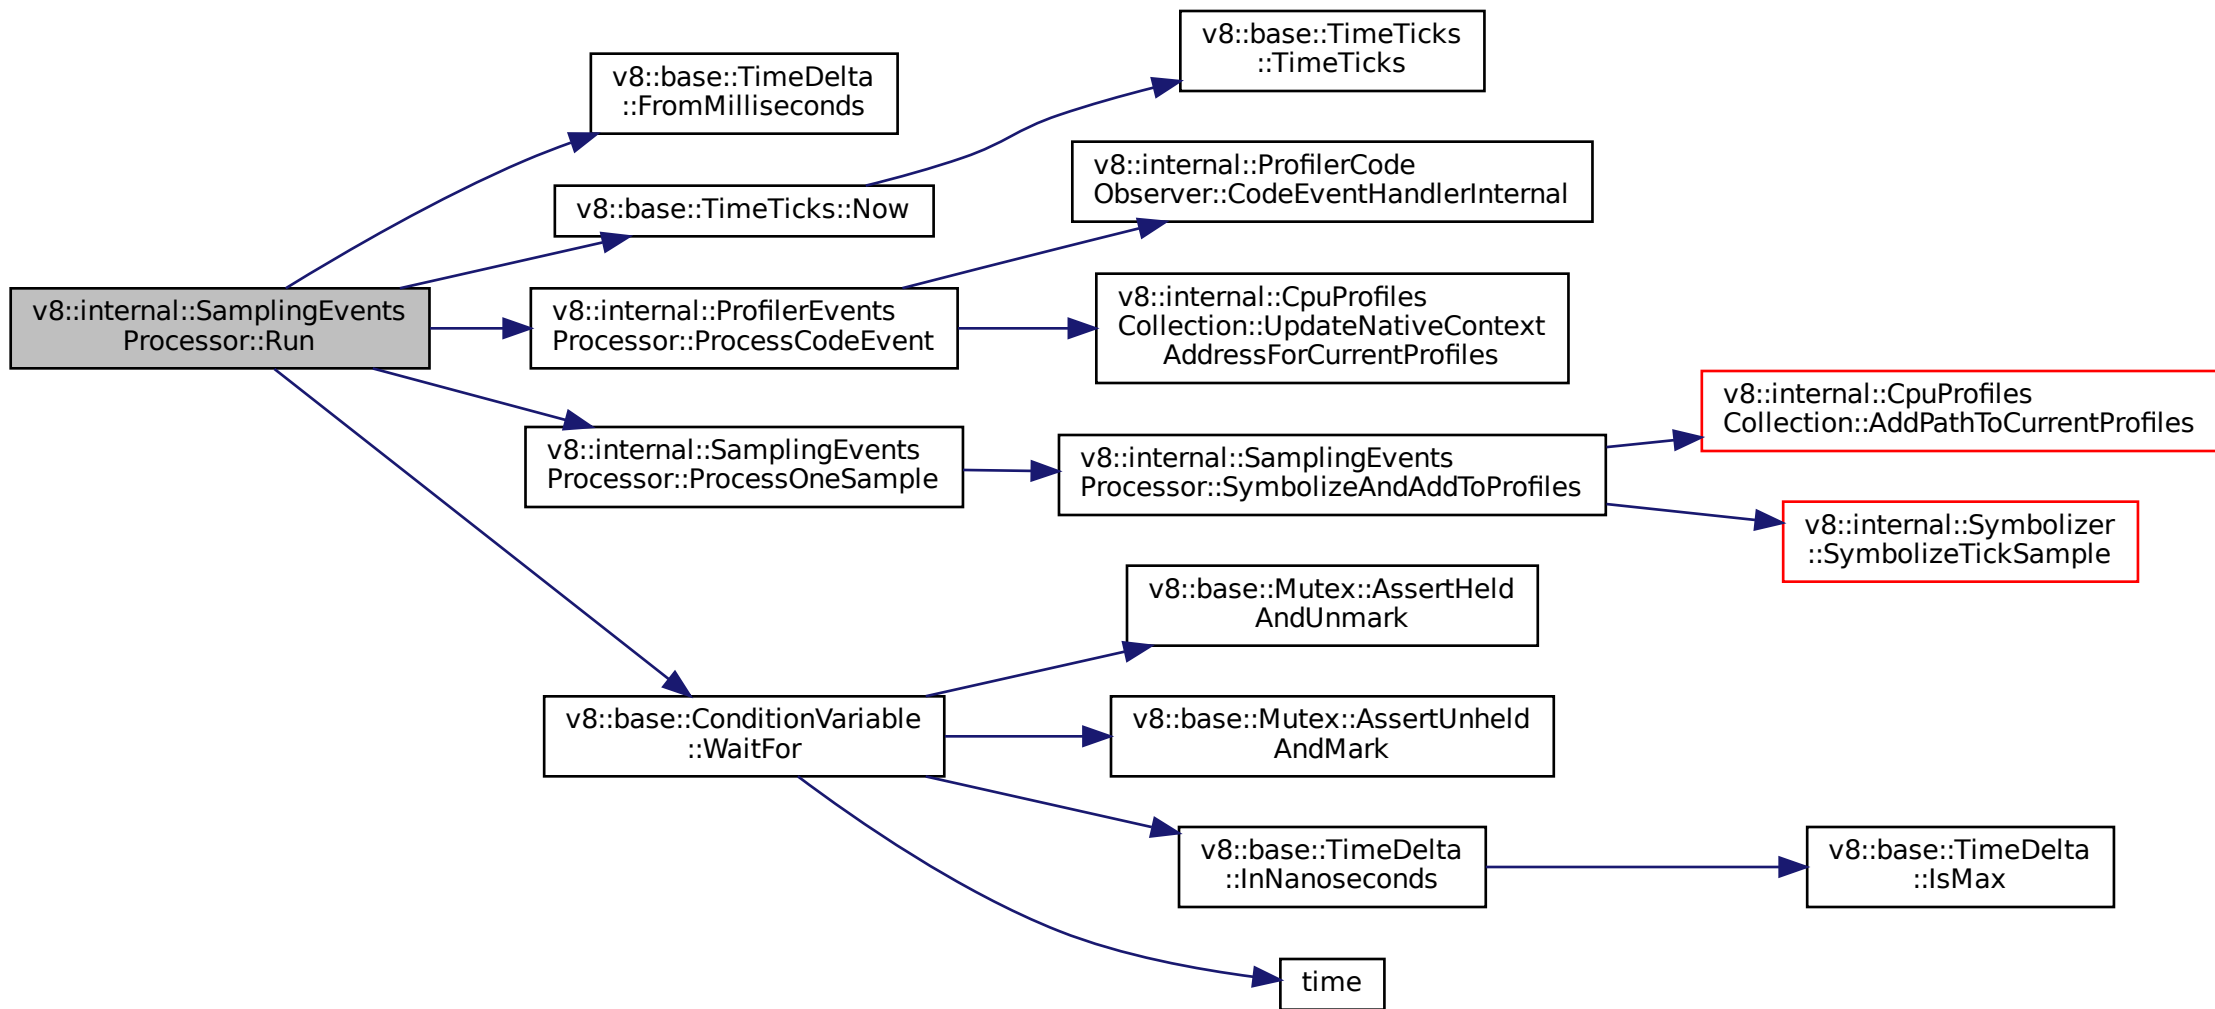 v8::internal::SamplingEvents
Processor::Run
v8::base::TimeDelta
::FromMilliseconds
v8::base::TimeTicks::Now
v8::base::TimeTicks
::TimeTicks
v8::internal::ProfilerEvents
Processor::ProcessCodeEvent
v8::internal::ProfilerCode
Observer::CodeEventHandlerInternal
v8::internal::CpuProfiles
Collection::UpdateNativeContext
AddressForCurrentProfiles
v8::internal::SamplingEvents
Processor::ProcessOneSample
v8::internal::SamplingEvents
Processor::SymbolizeAndAddToProfiles
v8::internal::CpuProfiles
Collection::AddPathToCurrentProfiles
v8::internal::Symbolizer
::SymbolizeTickSample
v8::base::ConditionVariable
::WaitFor
v8::base::Mutex::AssertHeld
AndUnmark
v8::base::Mutex::AssertUnheld
AndMark
v8::base::TimeDelta
::InNanoseconds
v8::base::TimeDelta
::IsMax
time